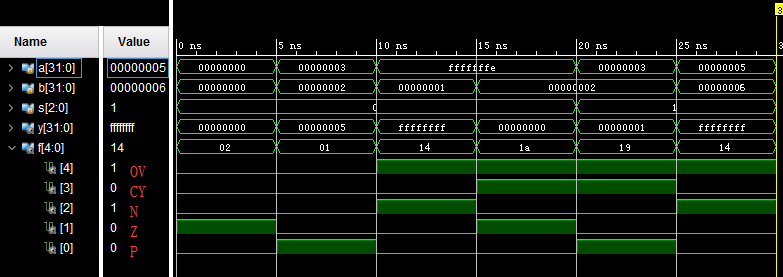 3
Name Value 0 ns 5 ns 10 ns 15 ns 20 ns 25 ns 3
a[31:0] 00000005 00000000 00000003 fffffffe 00000003 00000005
b[31:0] 00000006 00000000 00000002 00000001 00000002 00000006
s[2:0] 1 0 1
y[31:0] ffffffff 00000000 00000005 ffffffff 00000000 00000001 ffffffff
f[4:0] 14 02 01 14 1a 19 14
[4] 1 OV
[3] 0 CY
[2] 1 N
[1] 0 Z
[0] 0 P